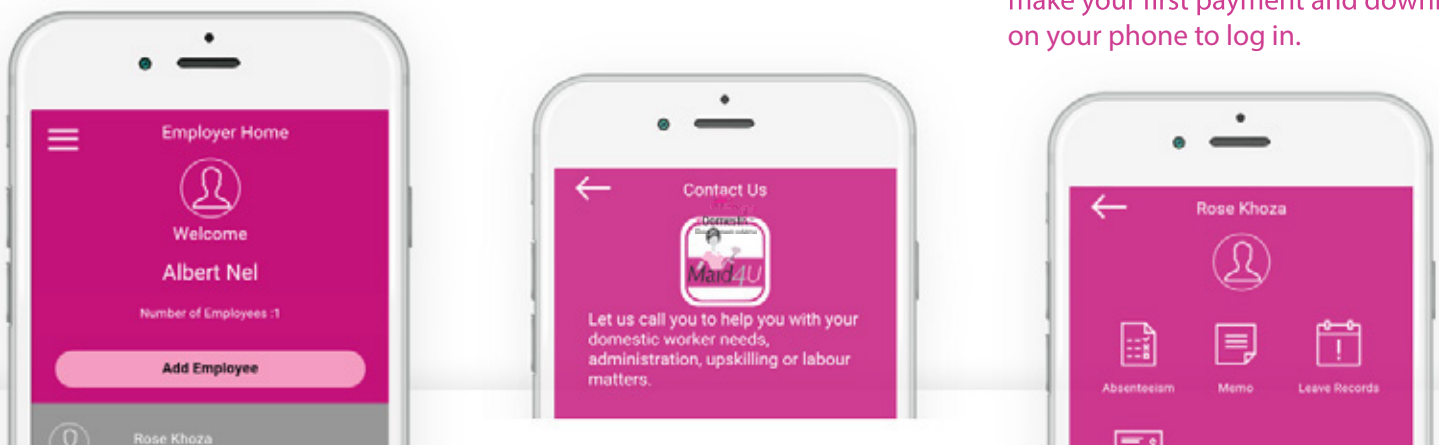 make your first payment and downl
on your phone to log in.
Employer Home
Welcome
Albert Nel
Number of Employees :1
Add Employee
Rose Khoza
Contact Us
Domestic
Maid4U
Let us call you to help you with your
domestic worker needs,
administration, upskilling or labour
matters.
Rose Khoza
Absenteeism
Memo
Leave Records